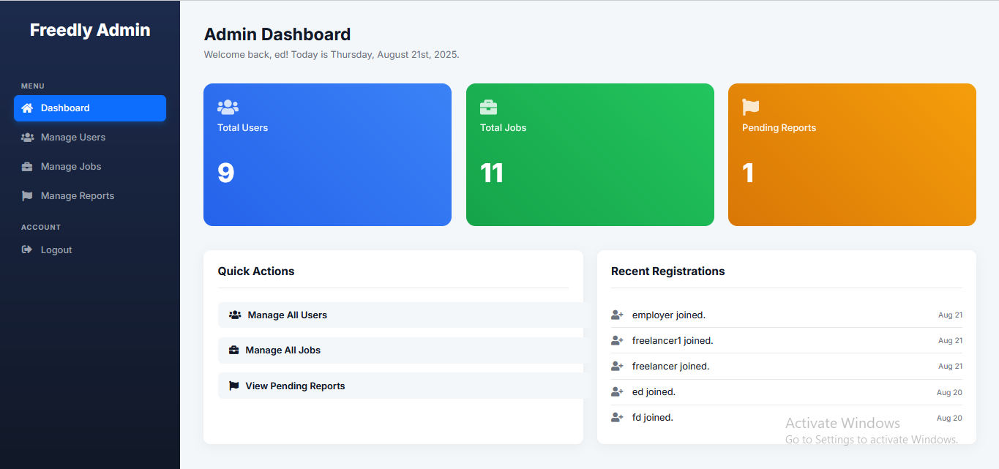 Freedly Admin
MENU
Dashboard
Manage Users
Manage Jobs
Manage Reports
ACCOUNT
Logout
Admin Dashboard
Welcome back, ed! Today is Thursday, August 21st, 2025.
Total Users
9
Total Jobs
11
Pending Reports
1
Quick Actions
Manage All Users
Manage All Jobs
View Pending Reports
Recent Registrations
employer joined. Aug 21
freelancer1 joined. Aug 21
freelancer joined. Aug 21
ed joined. Aug 20
fd joined. Aug 20
Activate Windows
Go to Settings to activate Windows.